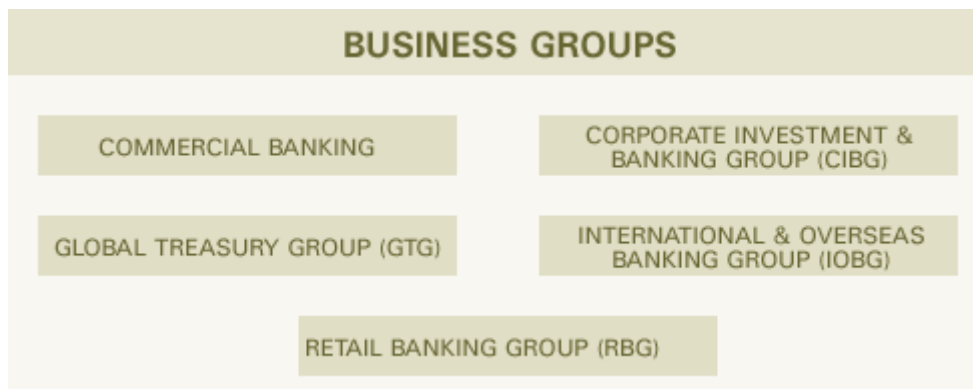 BUSINESS GROUPS
COMMERCIAL BANKING
CORPORATE INVESTMENT &
BANKING GROUP (CIBG)
GLOBAL TREASURY GROUP (GTG)
INTERNATIONAL & OVERSEAS
BANKING GROUP (IOBG)
RETAIL BANKING GROUP (RBG)